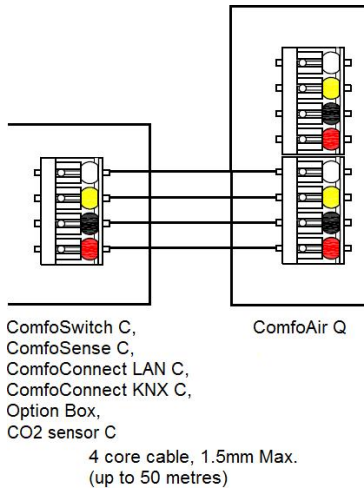 ComfoSwitch C,
ComfoSense C,
ComfoConnect LAN C,
ComfoConnect KNX C,
Option Box,
CO2 sensor C
ComfoAir Q
4 core cable, 1.5mm Max.
(up to 50 metres)